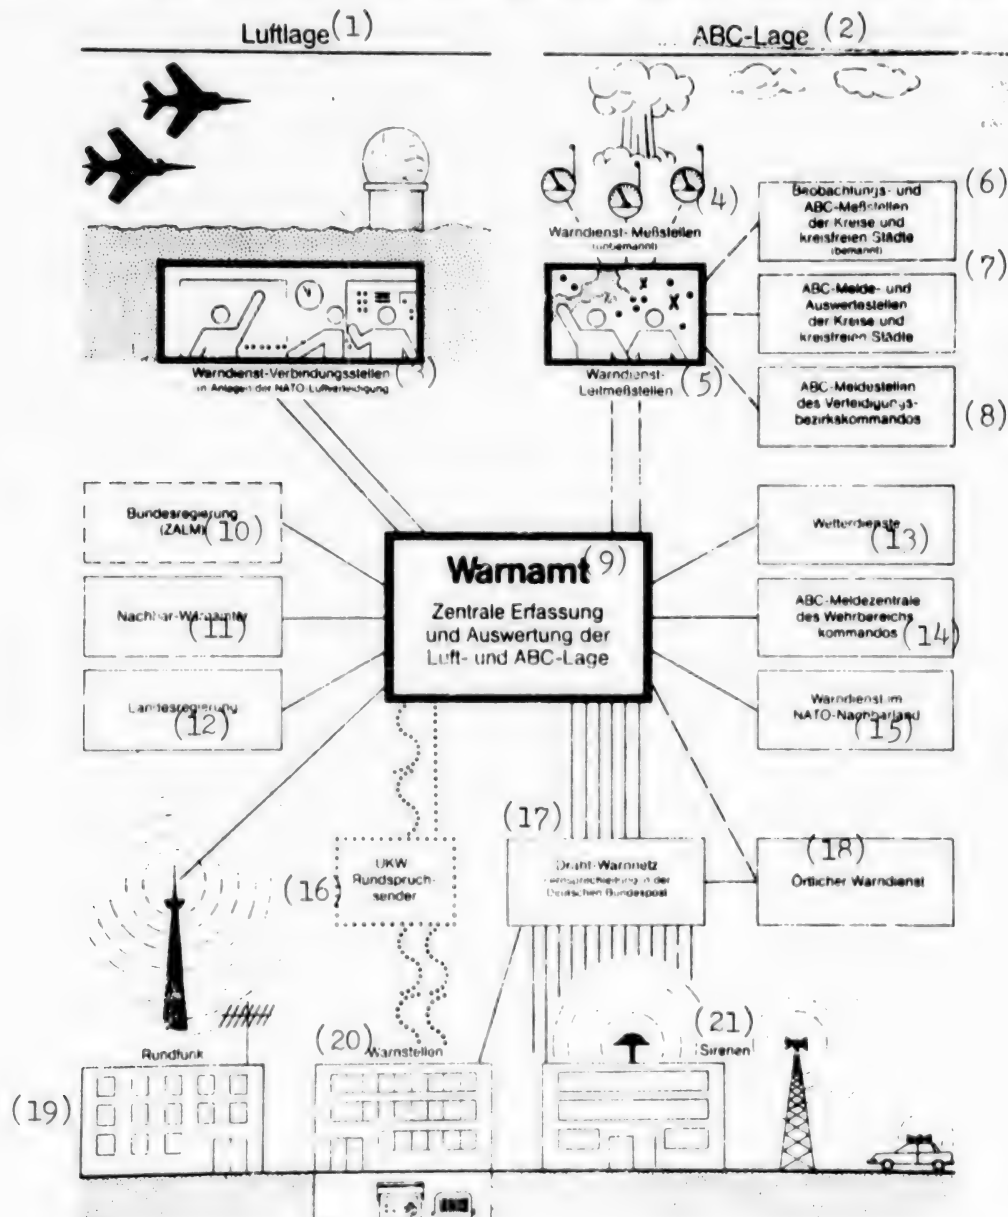 Luftlage (1)
ABC-Lage (2)
(4)
Warndienst-Meßstellen
(unbemannt)
Beobachtungs- und
ABC-Meßstellen
der Kreise und
kreisfreien Städte
(bemannt)
(6)
ABC-Melde- und
Auswertestellen
der Kreise und
kreisfreien Städte
(7)
ABC-Meldestellen
des Verteidigungs-
bezirkskommandos
(8)
Warndienst-Verbindungsstellen (3)
in Anlagen der NATO-Luftverteidigung
Warndienst-
Leitmeßstellen
(5)
Bundesregierung
(ZALM) (10)
Nachbar-Warnämter
(11)
Landesregierung
(12)
Warnamt (9)
Zentrale Erfassung
und Auswertung der
Luft- und ABC-Lage
Wetterdienste
(13)
ABC-Meldezentrale
des Wehrbereichs
kommandos (14)
Warndienst im
NATO-Nachbarland
(15)
(16)
UKW
Rundspruch-
sender
(17)
Draht-Warnnetz
in der
Deutschen Bundespost
(18)
Örtlicher Warndienst
Rundfunk
(19)
(20) Warnstellen
(21)
Sirenen